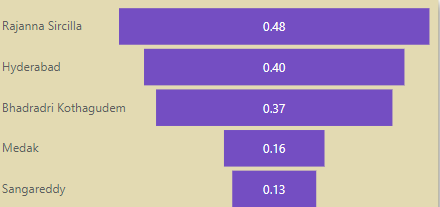 Rajanna Sircilla 0.48
Hyderabad 0.40
Bhadradri Kothagudem 0.37
Medak 0.16
Sangareddy 0.13